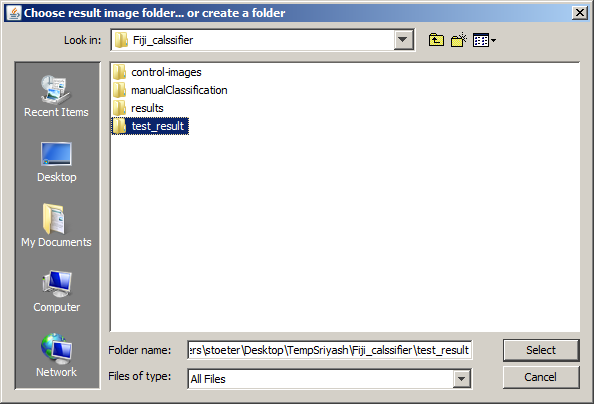 Choose result image folder... or create a folder
Look in:
Fiji_calssifier
Recent Items
Desktop
My Documents
Computer
Network
control-images
manualClassification
results
test_result
Folder name:
ers\stoeter\Desktop\TempSriyash\Fiji_calssifier\test_result
Select
Files of type:
All Files
Cancel